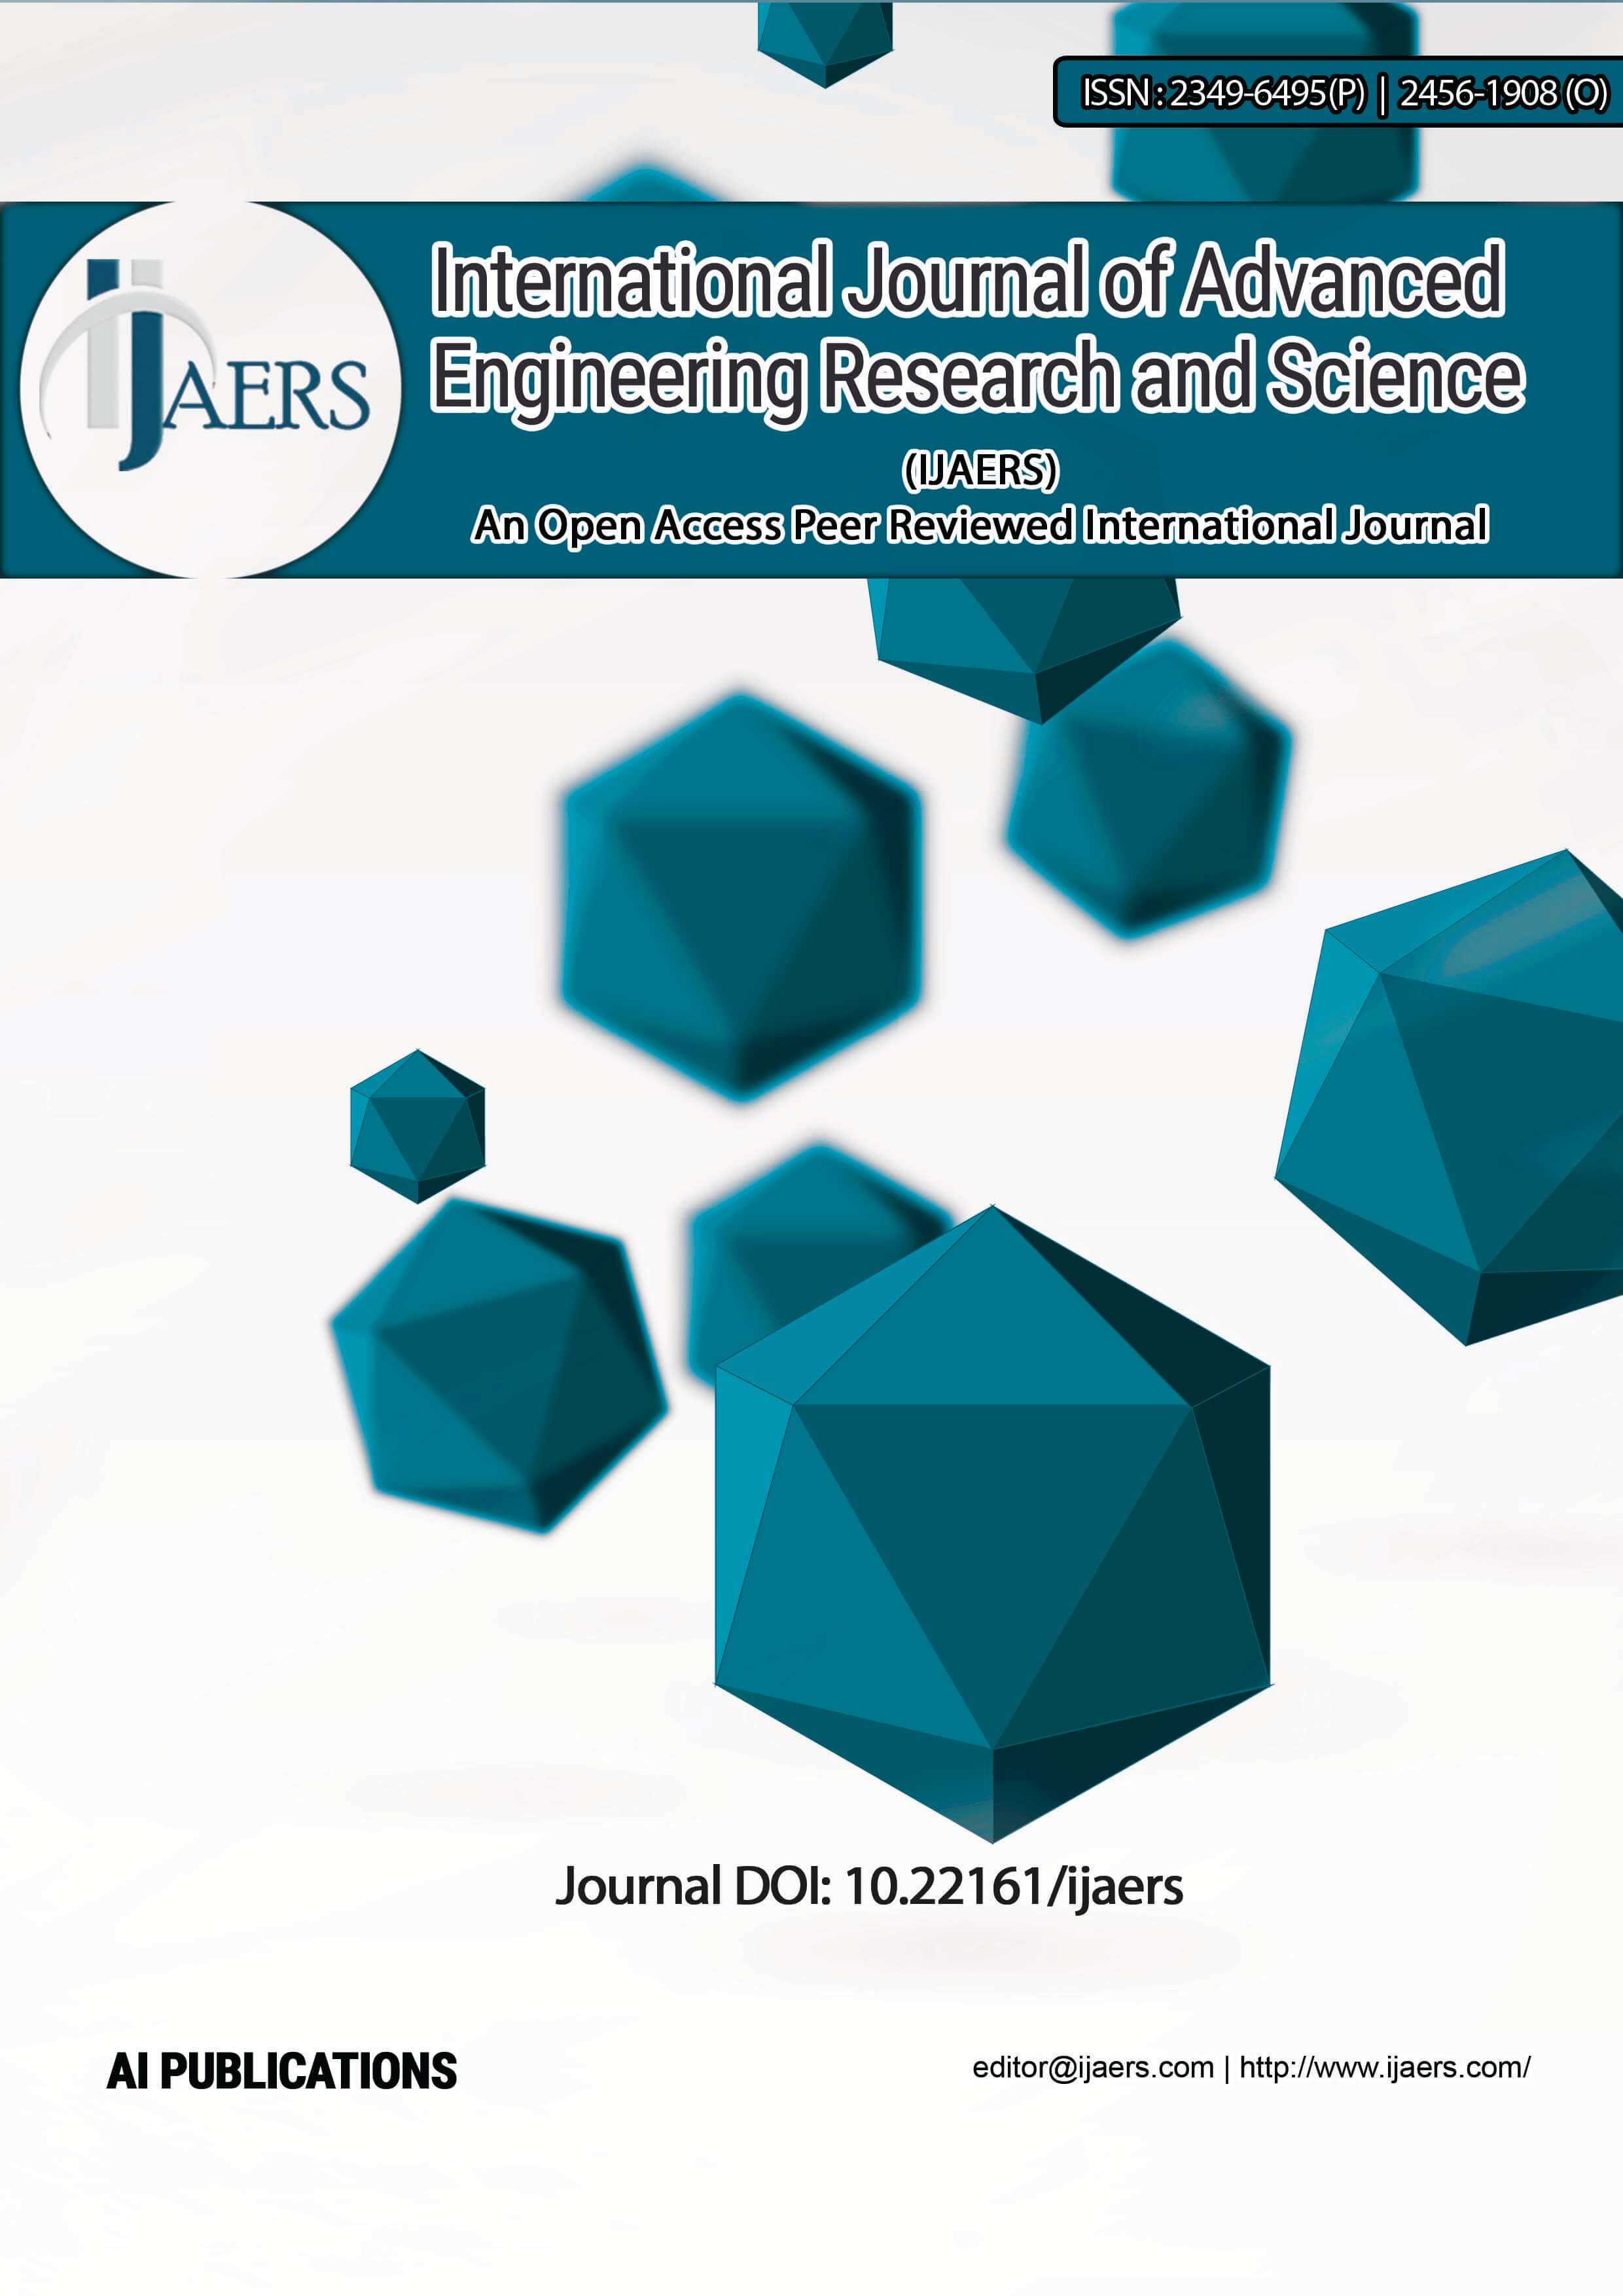 ISSN : 2349-6495(P) | 2456-1908 (O)
IJAERS
International Journal of Advanced
Engineering Research and Science
(IJAERS)
An Open Access Peer Reviewed International Journal
Journal DOI: 10.22161/ijaers
AI PUBLICATIONS
editor@ijaers.com | http://www.ijaers.com/